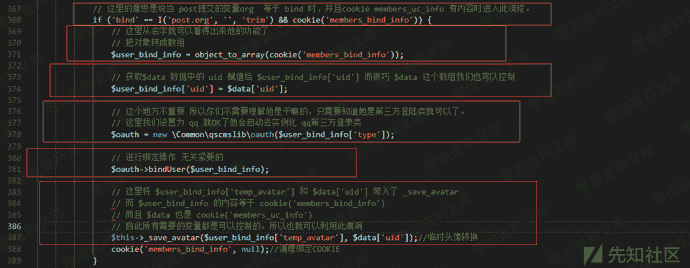 367 // 这里的意思是说当 post提交的变量org 等于 bind 时，并且cookie members_uc_info 有内容时进入此流程。
368 if ('bind' == I('post.org', '', 'trim') && cookie('members_uc_info')) {
369
370 // 这里从名字就可以看得出来他的功能了
371 // 把对象转成数组
372 $user_bind_info = object_to_array(cookie('members_bind_info'));
373
374 // 获取$data 数据中的 uid 赋值给 $user_bind_info['uid'] 而很巧 $data 这个数组我们也可以控制
375 $user_bind_info['uid'] = $data['uid'];
376
377 // 这个地方不重要 所以你们不需要理解他是干嘛的，只需要知道他是第三方登陆类就可以了。
378 // 这里我们设置为 qq 就OK了他会自动去实例化 qq第三方登录类
379 $oauth = new \Common\qscmslib\oauth($user_bind_info['type']);
380
381 // 进行绑定操作 无关紧要的
382 $oauth->bindUser($user_bind_info);
383
384 // 这里将 $user_bind_info['temp_avatar'] 和 $data['uid'] 带入了 _save_avatar
385 // 而 $user_bind_info 的内容等于 cookie('members_bind_info')
386 // 而且 $data 也是 cookie('members_uc_info')
387 // 自此所有需要的变量都是可以控制的。所以也就可以利用此漏洞
388 $this->_save_avatar($user_bind_info['temp_avatar'], $data['uid']);//临时头像转换
389 cookie('members_bind_info', null);//清理绑定COOKIE
}
先知社区